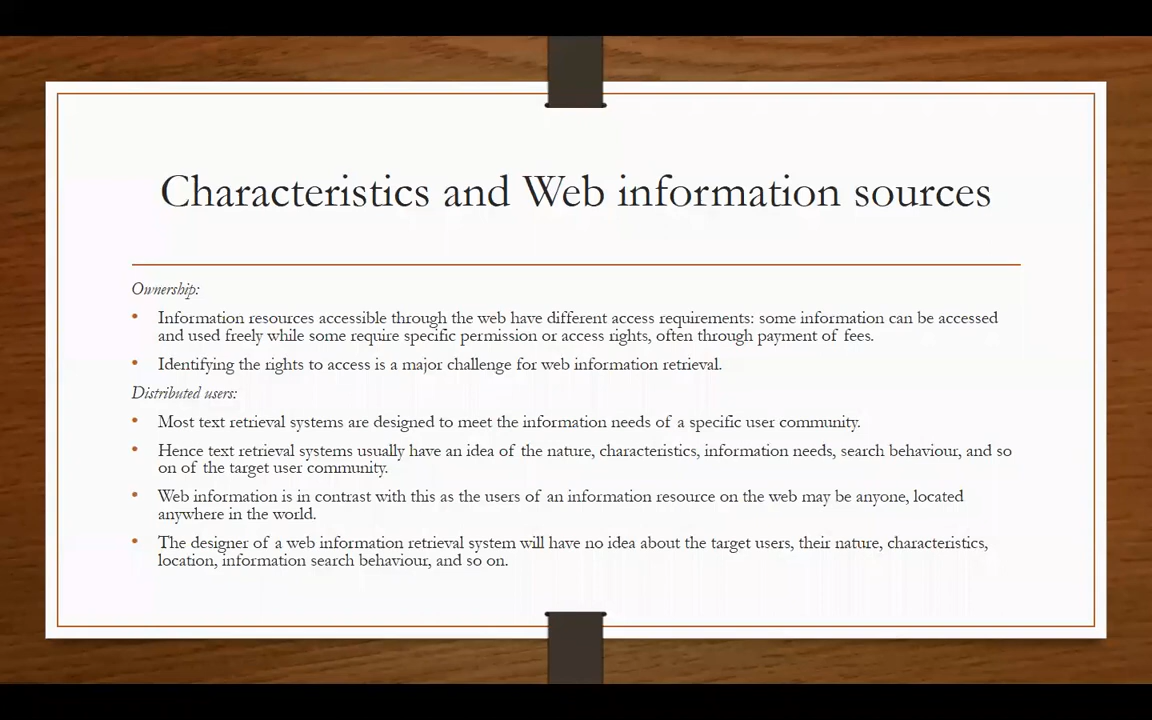 Characteristics and Web information sources
Ownership:
• Information resources accessible through the web have different access requirements: some information can be accessed
and used freely while some require specific permission or access rights, often through payment of fees.
• Identifying the rights to access is a major challenge for web information retrieval.
Distributed users:
• Most text retrieval systems are designed to meet the information needs of a specific user community.
• Hence text retrieval systems usually have an idea of the nature, characteristics, information needs, search behaviour, and so
on of the target user community.
• Web information is in contrast with this as the users of an information resource on the web may be anyone, located
anywhere in the world.
• The designer of a web information retrieval system will have no idea about the target users, their nature, characteristics,
location, information search behaviour, and so on.